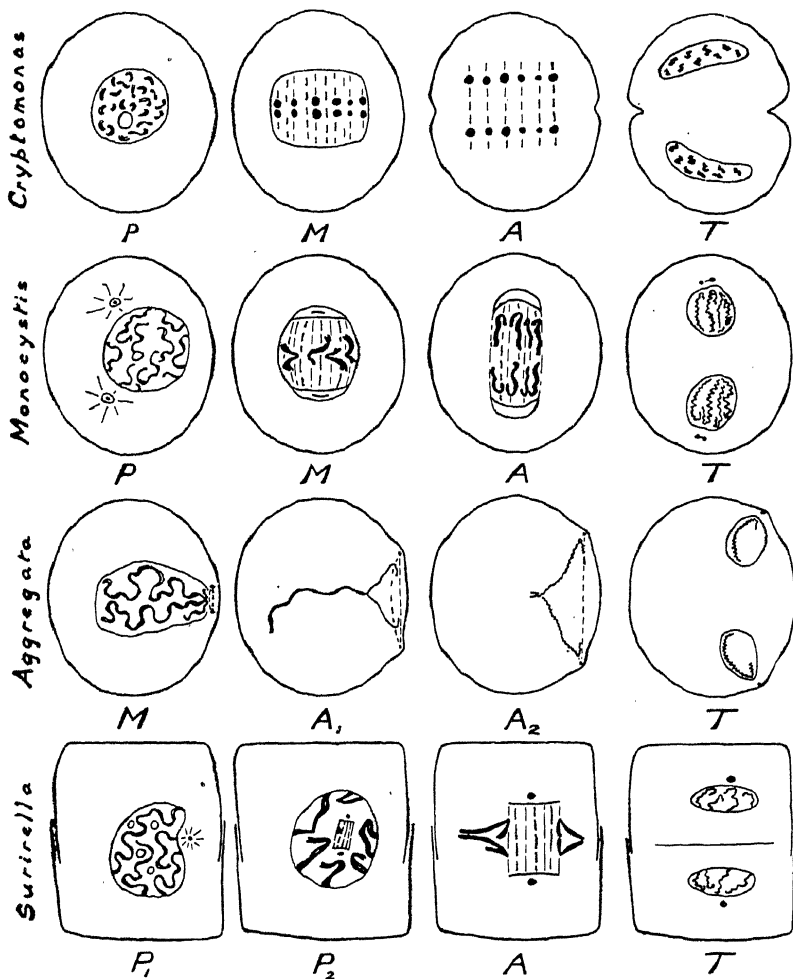 Cryptomonas
P M A T
Monocystis
P M A T
Aggregata
M A₁ A₂ T
Surirella
P₁ P₂ A T